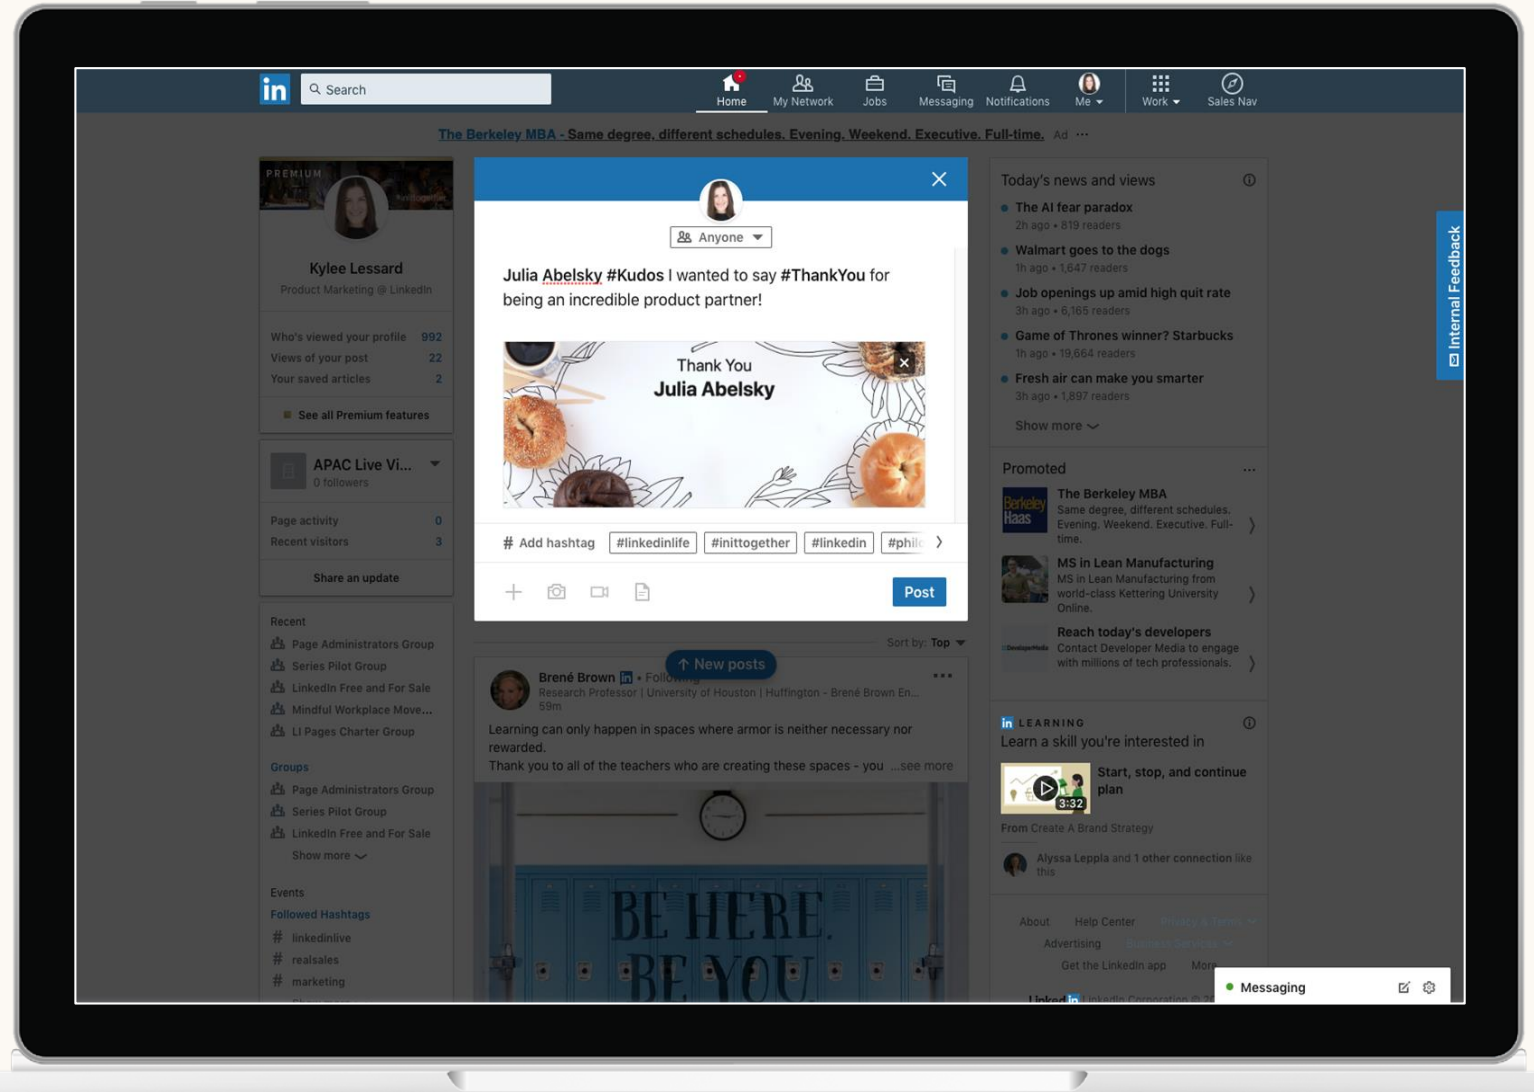 in
Search
Home
My Network
Jobs
Messaging
Notifications
Me
Work
Sales Nav
The Berkeley MBA - Same degree, different schedules. Evening. Weekend. Executive. Full-time. Ad ···
PREMIUM
#inittogether
Kylee Lessard
Product Marketing @ LinkedIn
Who's viewed your profile 992
Views of your post 22
Your saved articles 2
See all Premium features
APAC Live Vi...
0 followers
Page activity 0
Recent visitors 3
Share an update
Recent
Page Administrators Group
Series Pilot Group
LinkedIn Free and For Sale
Mindful Workplace Move...
LI Pages Charter Group
Groups
Page Administrators Group
Series Pilot Group
LinkedIn Free and For Sale
Show more
Events
Followed Hashtags
# linkedinlive
# realsales
# marketing
Anyone
Julia Abelsky #Kudos I wanted to say #ThankYou for
being an incredible product partner!
Thank You
Julia Abelsky
# Add hashtag
#linkedinlife
#inittogether
#linkedin
#philo
Post
Sort by: Top
New posts
Brené Brown in • Following
Research Professor | University of Houston | Huffington - Brené Brown En...
59m
Learning can only happen in spaces where armor is neither necessary nor
rewarded.
Thank you to all of the teachers who are creating these spaces - you ...see more
BE HERE.
BE YOU.
Today's news and views
The AI fear paradox
2h ago • 819 readers
Walmart goes to the dogs
1h ago • 1,647 readers
Job openings up amid high quit rate
3h ago • 6,165 readers
Game of Thrones winner? Starbucks
1h ago • 19,664 readers
Fresh air can make you smarter
3h ago • 1,897 readers
Show more
Promoted
Berkeley
Haas
The Berkeley MBA
Same degree, different schedules.
Evening. Weekend. Executive. Full-
time.
MS in Lean Manufacturing
MS in Lean Manufacturing from
world-class Kettering University
Online.
DeveloperMedia
Reach today's developers
Contact Developer Media to engage
with millions of tech professionals.
in LEARNING
Learn a skill you're interested in
3:32
Start, stop, and continue
plan
From Create A Brand Strategy
Alyssa Leppla and 1 other connection like
this
About Help Center Privacy & Terms
Advertising Business Services
Get the LinkedIn app More
Linked in LinkedIn Corporation © 20
Internal Feedback
Messaging